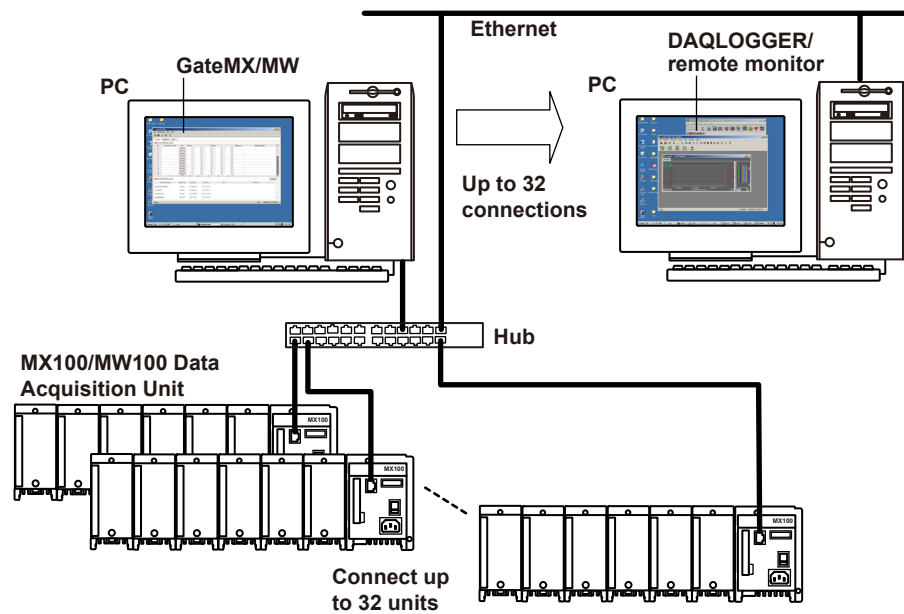 Ethernet
GateMX/MW
PC
DAQLOGGER/
remote monitor
PC
Up to 32
connections
Hub
MX100/MW100 Data
Acquisition Unit
MX100
MX100
MX100
Connect up
to 32 units